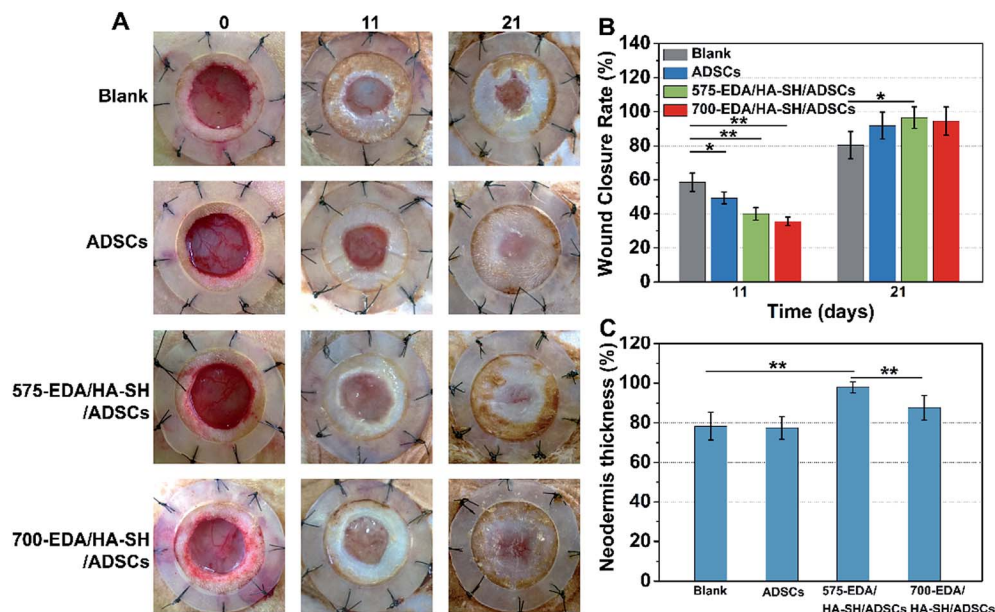 A
0
11
21
Blank
ADSCs
575-EDA/HA-SH
/ADSCs
700-EDA/HA-SH
/ADSCs
B
Wound Closure Rate (%)
140
120
100
80
60
40
20
0
Blank
ADSCs
575-EDA/HA-SH/ADSCs
700-EDA/HA-SH/ADSCs
**
**
*
*
11
21
Time (days)
C
Neodermis thickness (%)
120
100
80
60
40
20
0
**
**
Blank
ADSCs
575-EDA/
HA-SH/ADSCs
700-EDA/
HA-SH/ADSCs